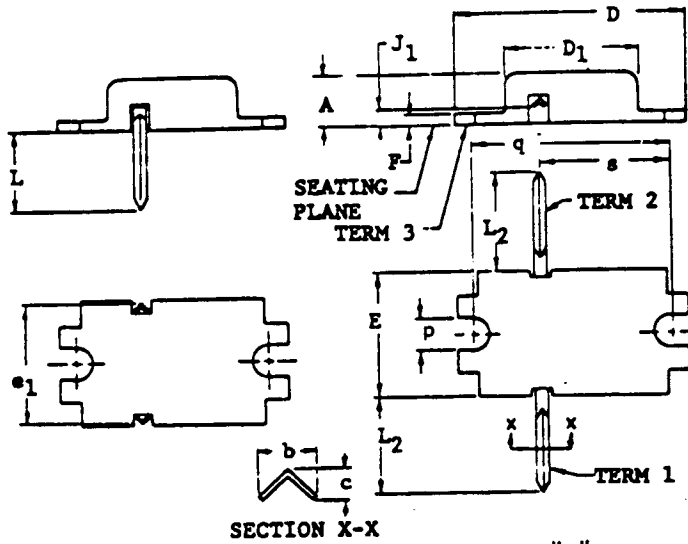 D
J1
D1
A
L
F
q
s
SEATING
PLANE
TERM 3
L2
TERM 2
E
p
e1
L2
x x
b
c
TERM 1
SECTION X-X